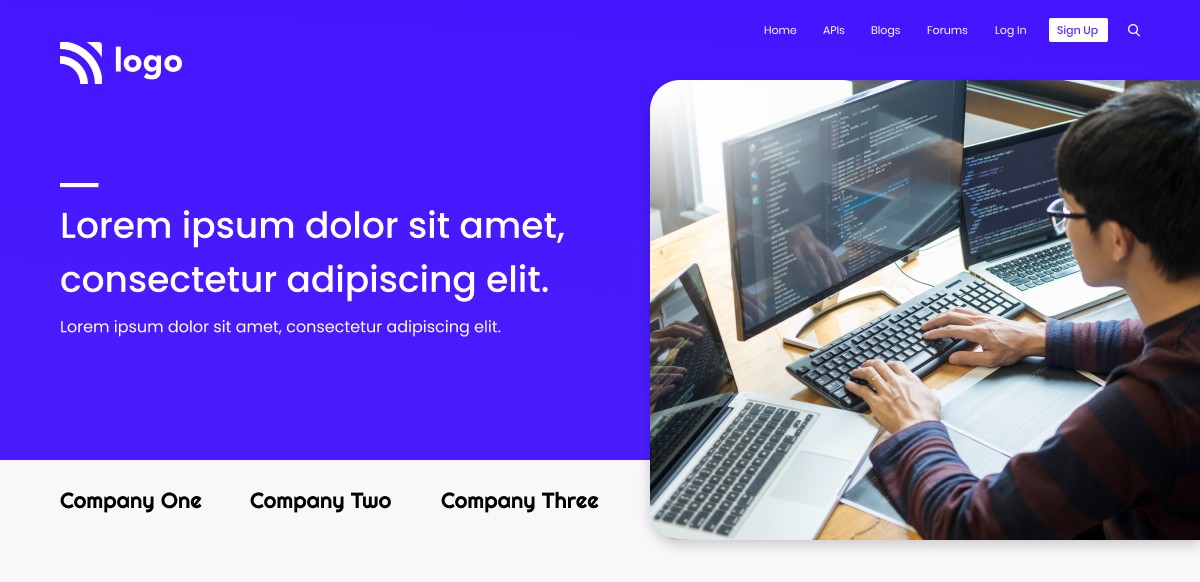 Home APIs Blogs Forums Log In Sign Up
logo
Lorem ipsum dolor sit amet,
consectetur adipiscing elit.
Lorem ipsum dolor sit amet, consectetur adipiscing elit.
Company One Company Two Company Three